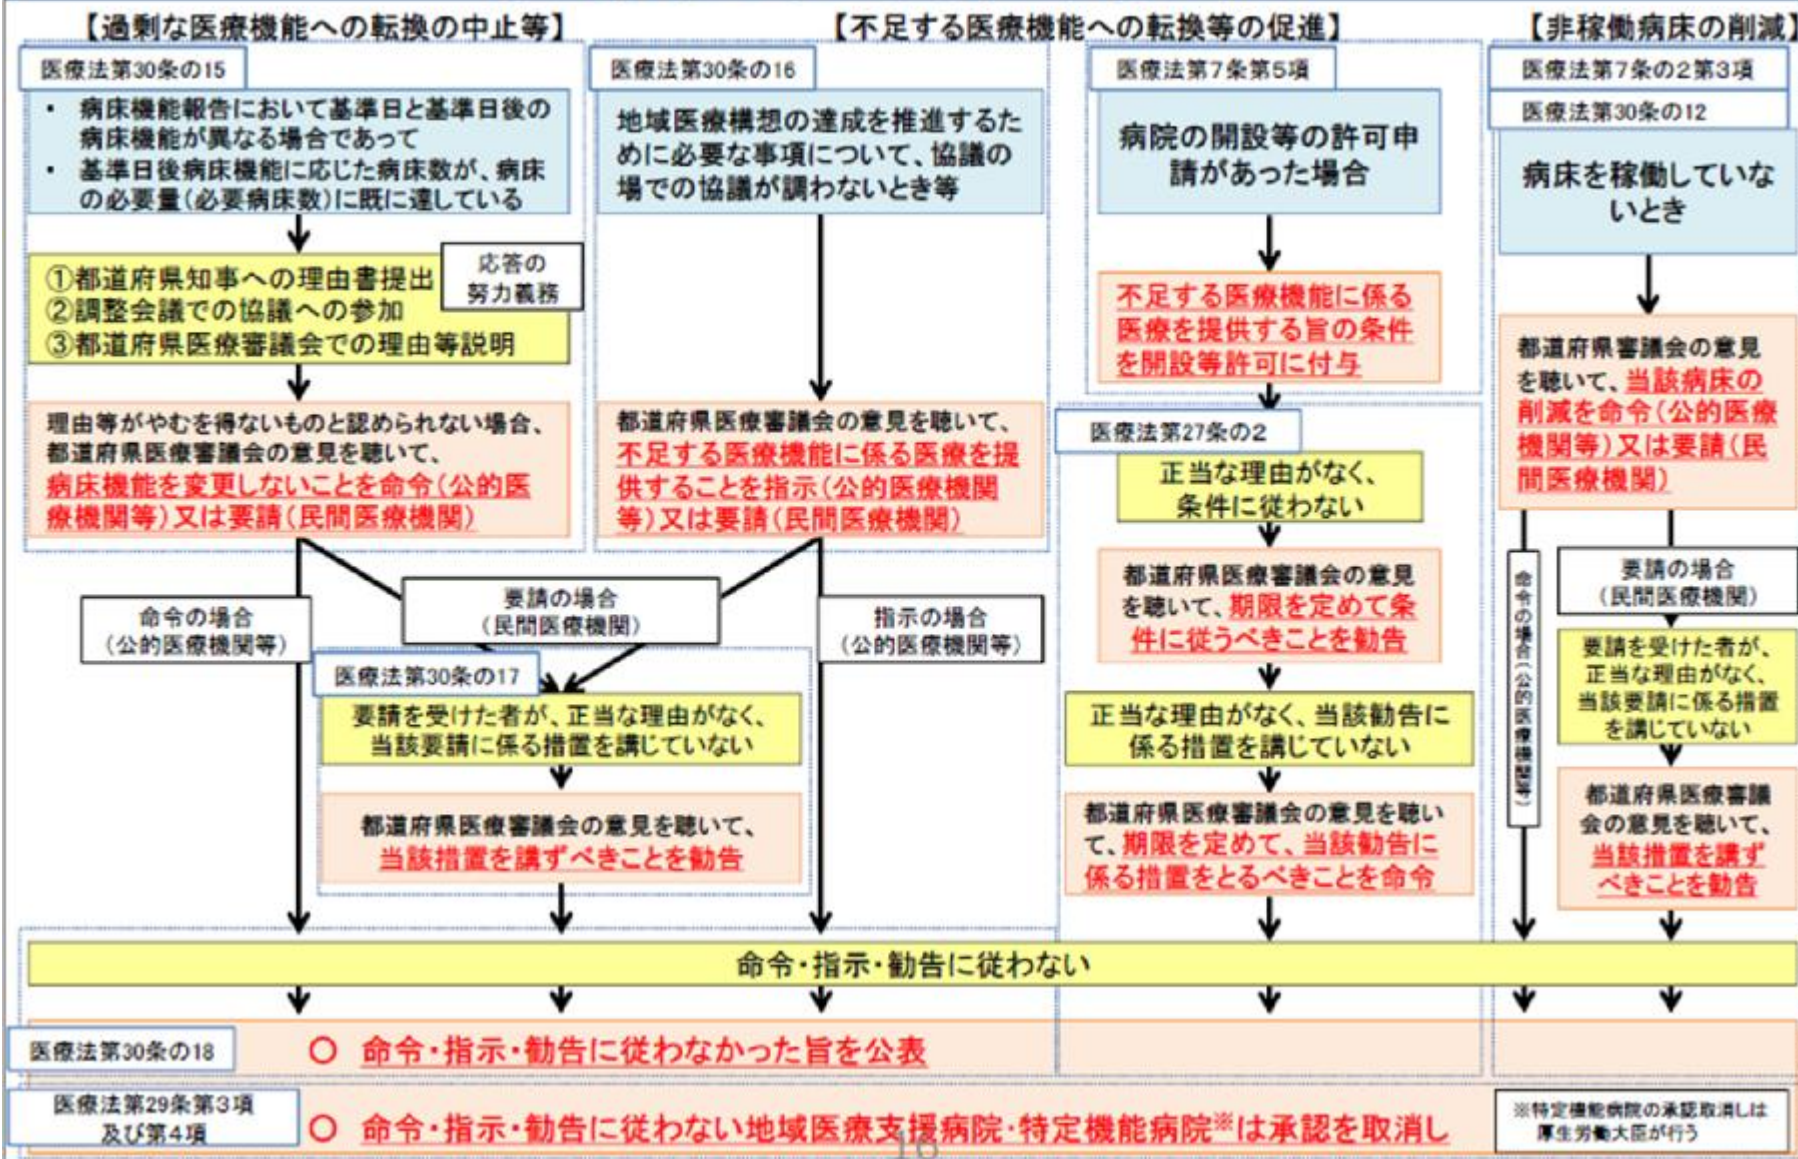 【過剰な医療機能への転換の中止等】
医療法第30条の15
・ 病床機能報告において基準日と基準日後の
病床機能が異なる場合であって
・ 基準日後病床機能に応じた病床数が、病床
の必要量(必要病床数)に既に達している
応答の
努力義務
①都道府県知事への理由書提出
②調整会議での協議への参加
③都道府県医療審議会での理由等説明
理由等がやむを得ないものと認められない場合、
都道府県医療審議会の意見を聴いて、
病床機能を変更しないことを命令(公的医
療機関等)又は要請(民間医療機関)
【不足する医療機能への転換等の促進】
医療法第30条の16
地域医療構想の達成を推進するた
めに必要な事項について、協議の
場での協議が調わないとき等
都道府県医療審議会の意見を聴いて、
不足する医療機能に係る医療を提
供することを指示(公的医療機関
等)又は要請(民間医療機関)
命令の場合
(公的医療機関等)
要請の場合
(民間医療機関)
指示の場合
(公的医療機関等)
医療法第30条の17
要請を受けた者が、正当な理由がなく、
当該要請に係る措置を講じていない
都道府県医療審議会の意見を聴いて、
当該措置を講ずべきことを勧告
医療法第7条第5項
病院の開設等の許可申
請があった場合
不足する医療機能に係る
医療を提供する旨の条件
を開設等許可に付与
医療法第27条の2
正当な理由がなく、
条件に従わない
都道府県医療審議会の意見
を聴いて、期限を定めて条
件に従うべきことを勧告
正当な理由がなく、当該勧告に
係る措置を講じていない
都道府県医療審議会の意見を聴い
て、期限を定めて、当該勧告に
係る措置をとるべきことを命令
【非稼働病床の削減】
医療法第7条の2第3項
医療法第30条の12
病床を稼働していな
いとき
都道府県審議会の意見
を聴いて、当該病床の
削減を命令(公的医療
機関等)又は要請(民
間医療機関)
命令の場合(公的医療機関等)
要請の場合
(民間医療機関)
要請を受けた者が、
正当な理由がなく、
当該要請に係る措置
を講じていない
都道府県医療審議
会の意見を聴いて、
当該措置を講ず
べきことを勧告
命令・指示・勧告に従わない
医療法第30条の18
○ 命令・指示・勧告に従わなかった旨を公表
医療法第29条第3項
及び第4項
○ 命令・指示・勧告に従わない地域医療支援病院・特定機能病院※は承認を取消し
※特定機能病院の承認取消しは
厚生労働大臣が行う
16